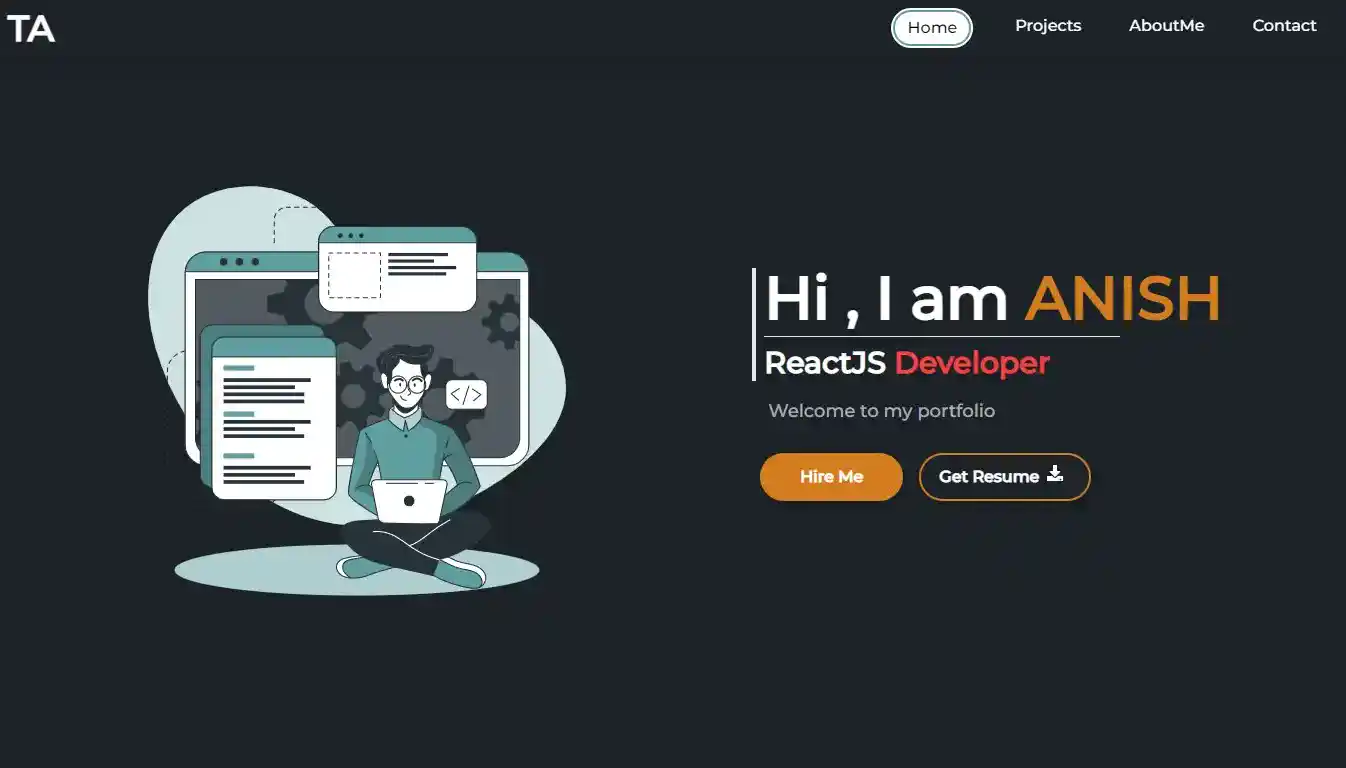 TA
Home Projects AboutMe Contact
Hi , I am ANISH
ReactJS Developer
Welcome to my portfolio
Hire Me Get Resume
</>